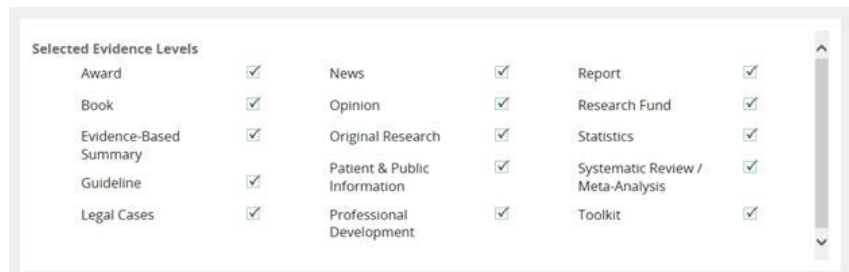 Selected Evidence Levels
Award
Book
Evidence-Based
Summary
Guideline
Legal Cases
News
Opinion
Original Research
Patient & Public
Information
Professional
Development
Report
Research Fund
Statistics
Systematic Review /
Meta-Analysis
Toolkit